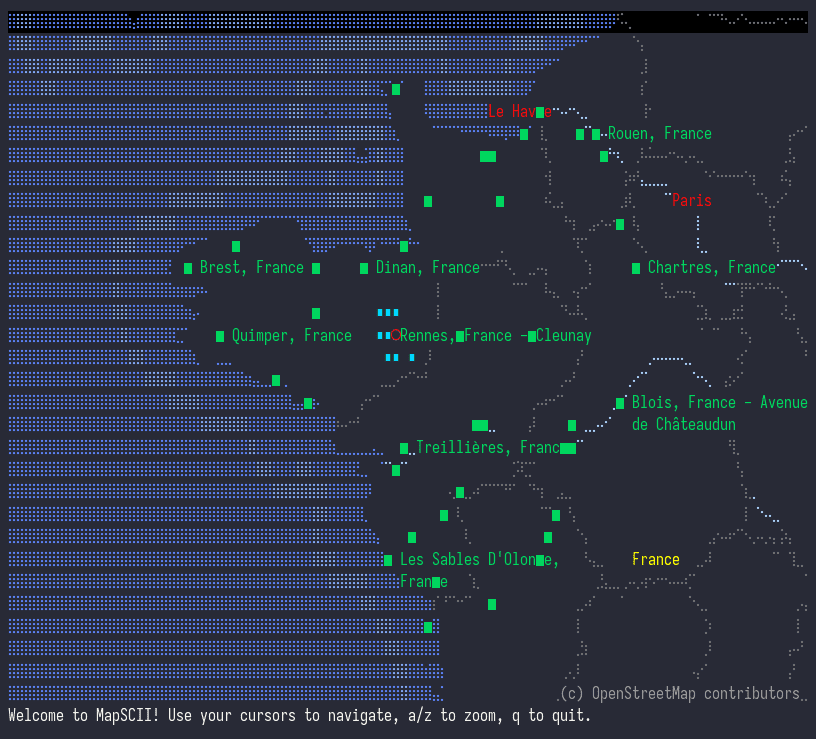 Le Havre
Rouen, France
Paris
Brest, France
Dinan, France
Chartres, France
Quimper, France
Rennes, France - Cleunay
Blois, France - Avenue
de Châteaudun
Treillières, Franc
Les Sables D'Olonne,
France
France
(c) OpenStreetMap contributors
Welcome to MapSCII! Use your cursors to navigate, a/z to zoom, q to quit.